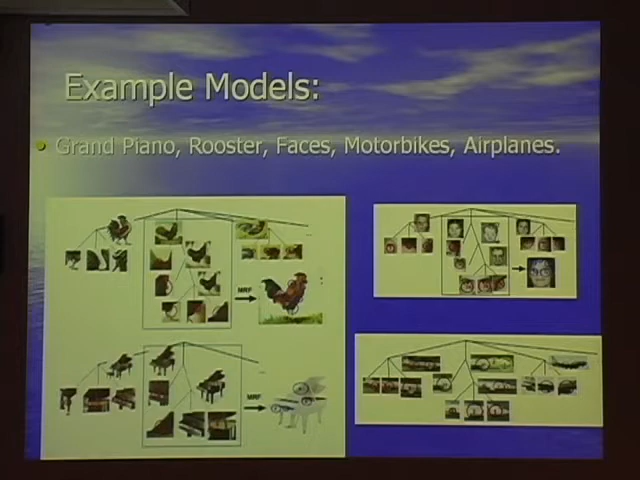 Example Models:
• Grand Piano, Rooster, Faces, Motorbikes, Airplanes.
MRF
MRF